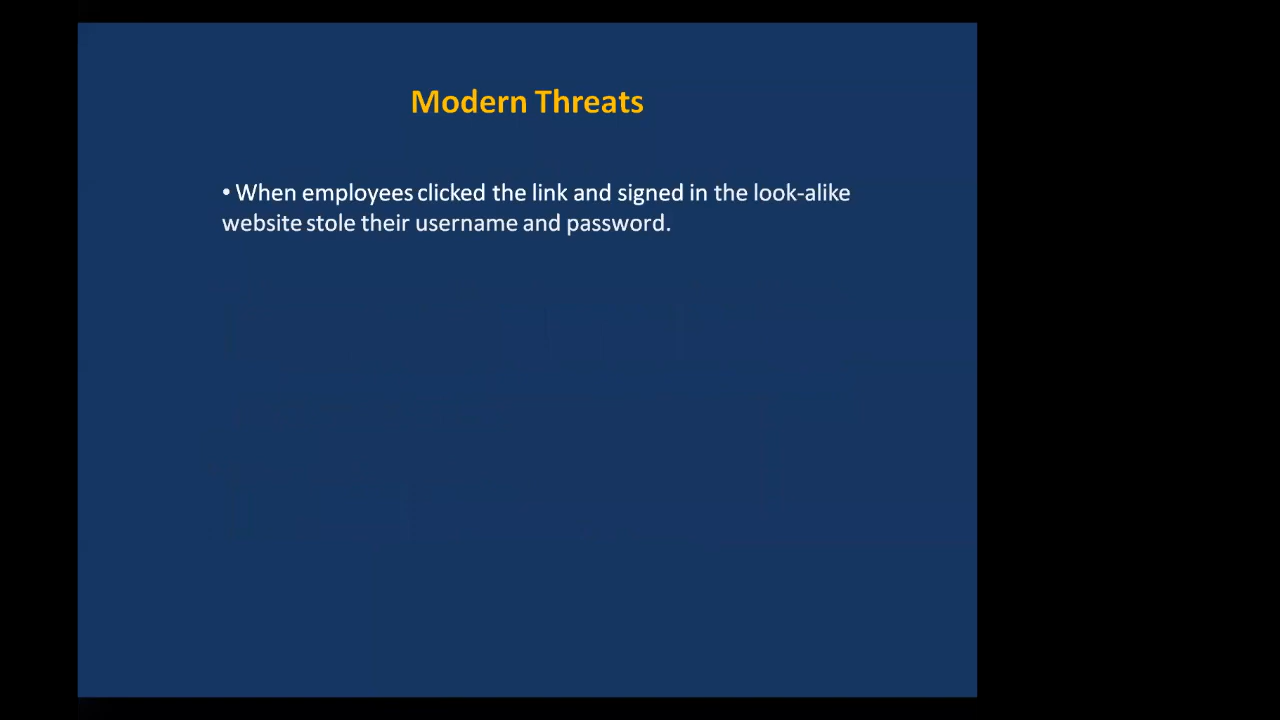 Modern Threats
• When employees clicked the link and signed in the look-alike
website stole their username and password.